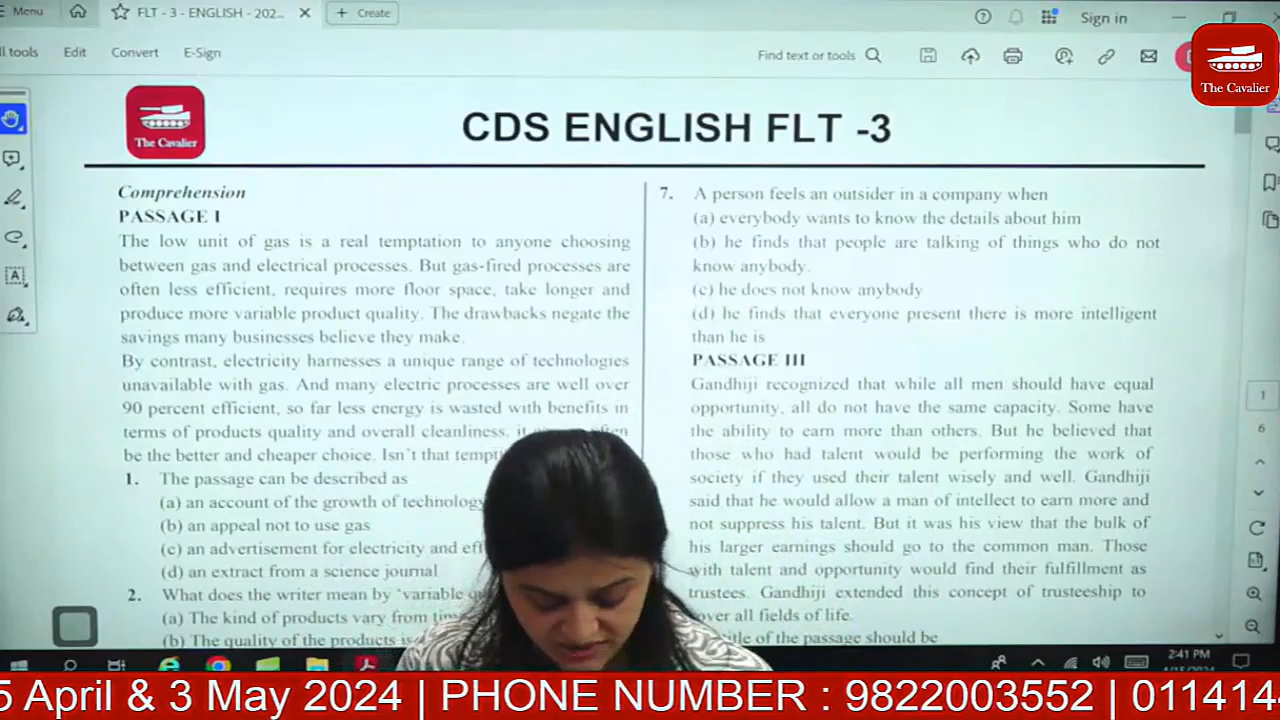 Menu
FLT - 3 - ENGLISH - 202...
Create
Sign in
ll tools
Edit
Convert
E-Sign
Find text or tools
The Cavalier
The Cavalier
CDS ENGLISH FLT -3
Comprehension
PASSAGE I
The low unit of gas is a real temptation to anyone choosing
between gas and electrical processes. But gas-fired processes are
often less efficient, requires more floor space, take longer and
produce more variable product quality. The drawbacks negate the
savings many businesses believe they make.
By contrast, electricity harnesses a unique range of technologies
unavailable with gas. And many electric processes are well over
90 percent efficient, so far less energy is wasted with benefits in
terms of products quality and overall cleanliness, it
be the better and cheaper choice. Isn't that tempt
1. The passage can be described as
(a) an account of the growth of technology
(b) an appeal not to use gas
(c) an advertisement for electricity and eff
(d) an extract from a science journal
2. What does the writer mean by 'variable
(a) The kind of products vary from tim
(b) The quality of the products is
7. A person feels an outsider in a company when
(a) everybody wants to know the details about him
(b) he finds that people are talking of things who do not
know anybody.
(c) he does not know anybody
(d) he finds that everyone present there is more intelligent
than he is
PASSAGE III
Gandhiji recognized that while all men should have equal
opportunity, all do not have the same capacity. Some have
the ability to earn more than others. But he believed that
those who had talent would be performing the work of
society if they used their talent wisely and well. Gandhiji
said that he would allow a man of intellect to earn more and
not suppress his talent. But it was his view that the bulk of
his larger earnings should go to the common man. Those
with talent and opportunity would find their fulfillment as
trustees. Gandhiji extended this concept of trusteeship to
over all fields of life.
itle of the passage should be
1
6
2:41 PM
5 April & 3 May 2024 | PHONE NUMBER : 9822003552 | 011414